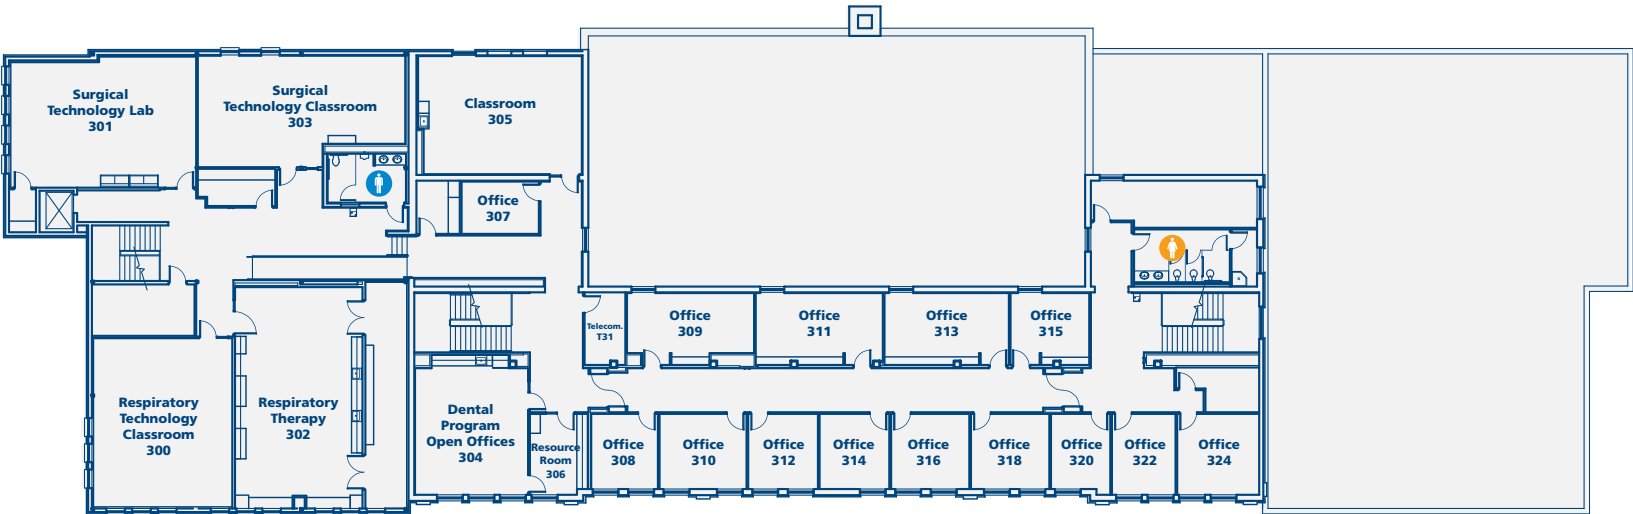 Surgical
Technology Lab
301
Surgical
Technology Classroom
303
Classroom
305
Office
307
Telecom.
T31
Office
309
Office
311
Office
313
Office
315
Respiratory
Technology
Classroom
300
Respiratory
Therapy
302
Dental
Program
Open Offices
304
Resource
Room
306
Office
308
Office
310
Office
312
Office
314
Office
316
Office
318
Office
320
Office
322
Office
324